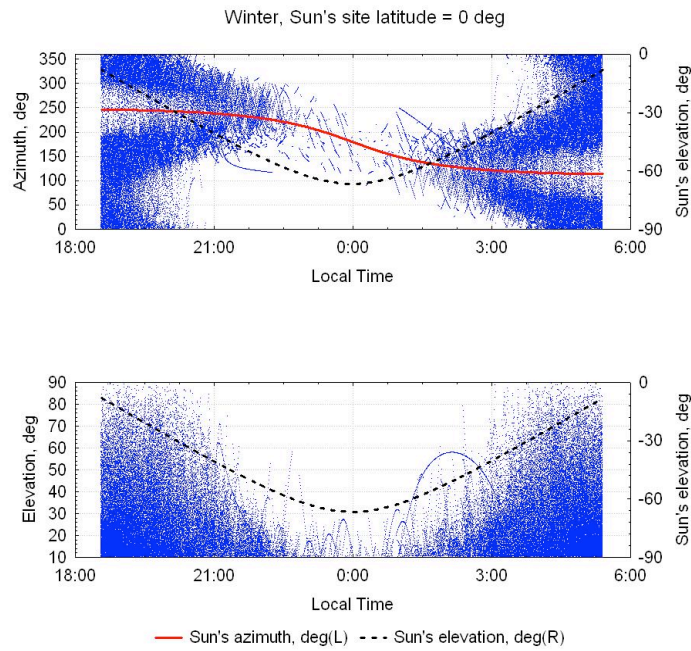 Winter, Sun's site latitude = 0 deg
350
300
250
200
150
100
50
0
Azimuth, deg
0
-30
-60
-90
Sun's elevation, deg
18:00 21:00 0:00 3:00 6:00
Local Time
90
80
70
60
50
40
30
20
10
Elevation, deg
0
-30
-60
-90
Sun's elevation, deg
18:00 21:00 0:00 3:00 6:00
Local Time
Sun's azimuth, deg(L) Sun's elevation, deg(R)